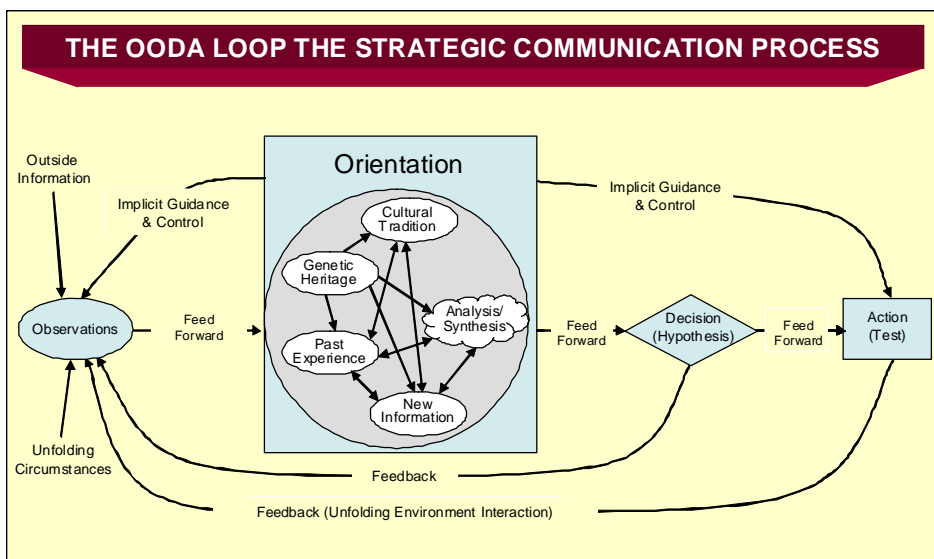 THE OODA LOOP THE STRATEGIC COMMUNICATION PROCESS
Orientation
Outside
Information
Implicit Guidance
& Control
Implicit Guidance
& Control
Cultural
Tradition
Genetic
Heritage
Analysis/
Synthesis
Past
Experience
New
Information
Observations
Feed
Forward
Feed
Forward
Decision
(Hypothesis)
Feed
Forward
Action
(Test)
Unfolding
Circumstances
Feedback
Feedback (Unfolding Environment Interaction)